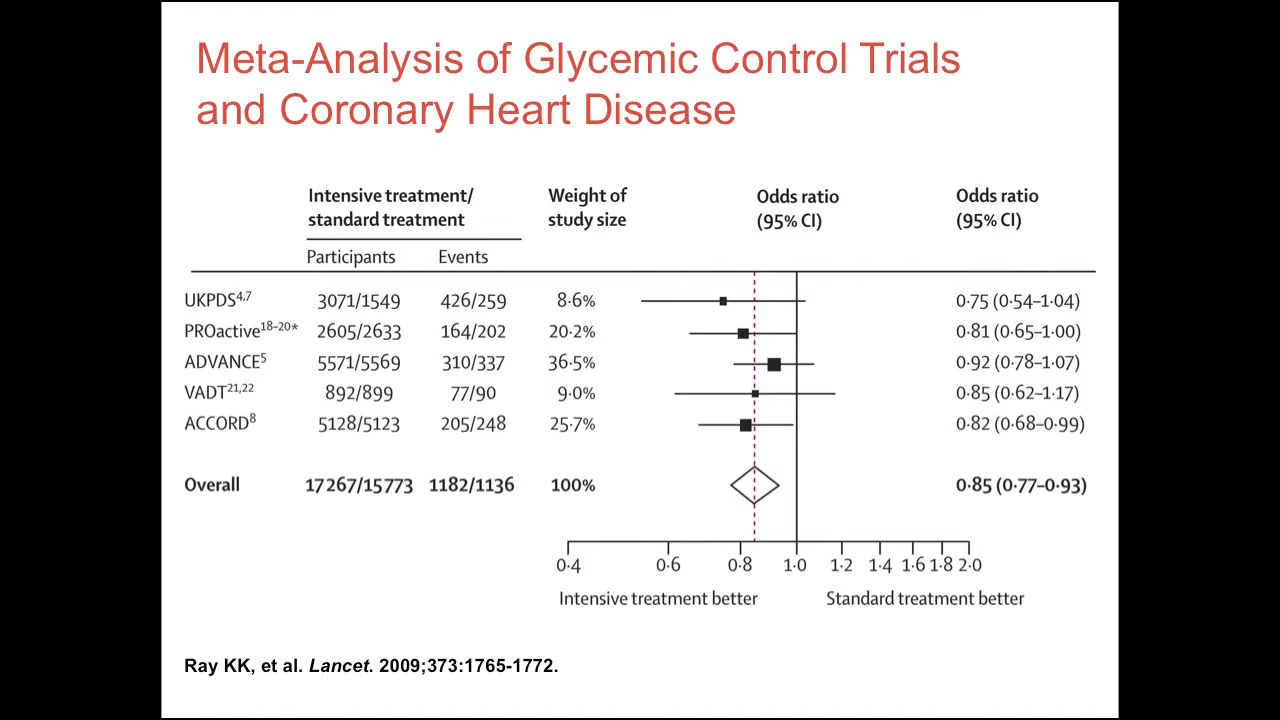 Meta-Analysis of Glycemic Control Trials
and Coronary Heart Disease
Intensive treatment/ Weight of Odds ratio Odds ratio
standard treatment study size (95% CI) (95% CI)
Participants Events
UKPDS4,7 3071/1549 426/259 8·6% 0·75 (0·54–1·04)
PROactive18–20* 2605/2633 164/202 20·2% 0·81 (0·65–1·00)
ADVANCE5 5571/5569 310/337 36·5% 0·92 (0·78–1·07)
VADT21,22 892/899 77/90 9·0% 0·85 (0·62–1·17)
ACCORD8 5128/5123 205/248 25·7% 0·82 (0·68–0·99)
Overall 17267/15773 1182/1136 100% 0·85 (0·77–0·93)
0·4 0·6 0·8 1·0 1·2 1·4 1·6 1·8 2·0
Intensive treatment better Standard treatment better
Ray KK, et al. Lancet. 2009;373:1765-1772.